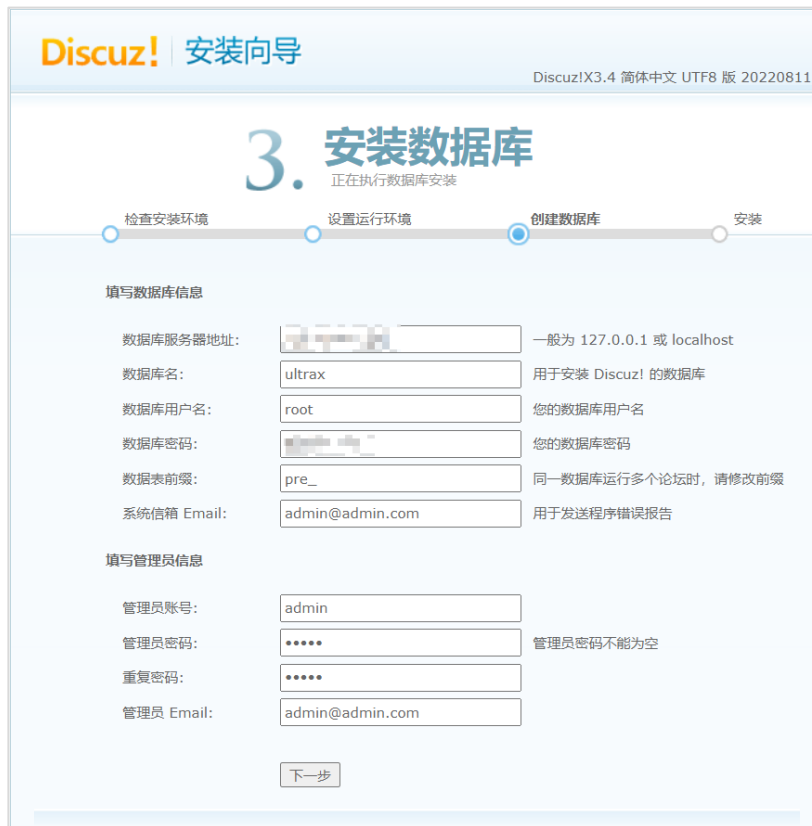 Discuz! 安装向导
Discuz!X3.4 简体中文 UTF8 版 20220811
3. 安装数据库
正在执行数据库安装
检查安装环境 设置运行环境 创建数据库 安装
填写数据库信息
数据库服务器地址: 一般为 127.0.0.1 或 localhost
数据库名: ultrax 用于安装 Discuz! 的数据库
数据库用户名: root 您的数据库用户名
数据库密码: 您的数据库密码
数据表前缀: pre_ 同一数据库运行多个论坛时，请修改前缀
系统信箱 Email: admin@admin.com 用于发送程序错误报告
填写管理员信息
管理员账号: admin
管理员密码: ••••• 管理员密码不能为空
重复密码: •••••
管理员 Email: admin@admin.com
下一步